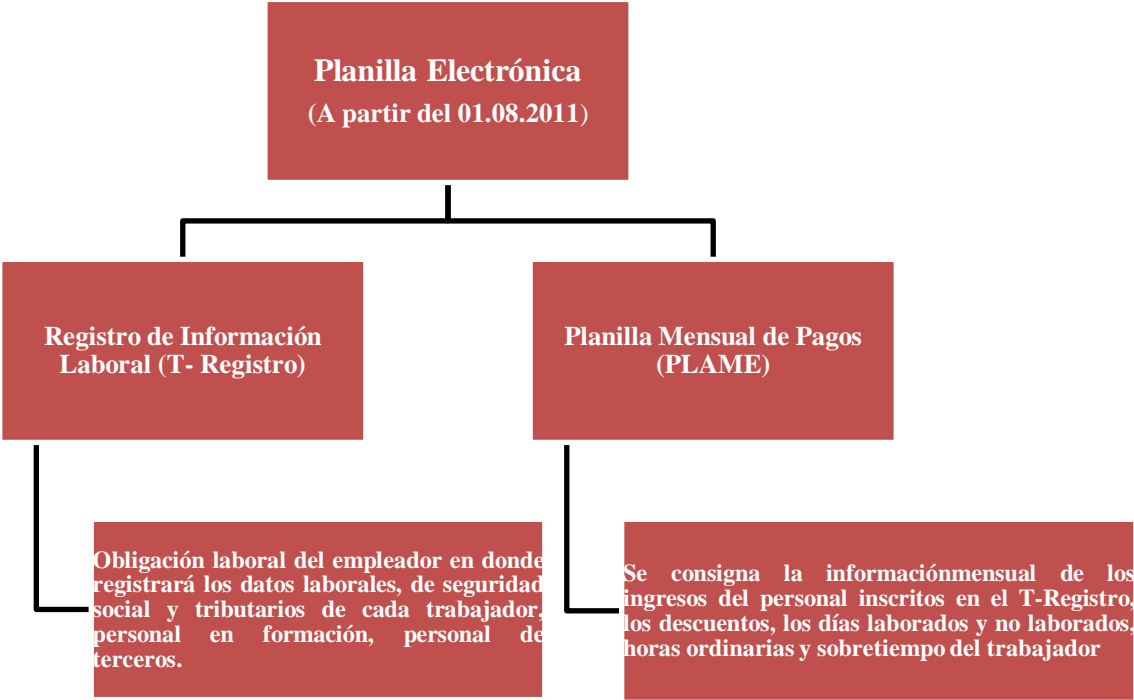 Planilla Electrónica
(A partir del 01.08.2011)
Registro de Información
Laboral (T- Registro)
Planilla Mensual de Pagos
(PLAME)
Obligación laboral del empleador en donde
registrará los datos laborales, de seguridad
social y tributarios de cada trabajador,
personal en formación, personal de
terceros.
Se consigna la informaciónmensual de los
ingresos del personal inscritos en el T-Registro,
los descuentos, los días laborados y no laborados,
horas ordinarias y sobretiempo del trabajador